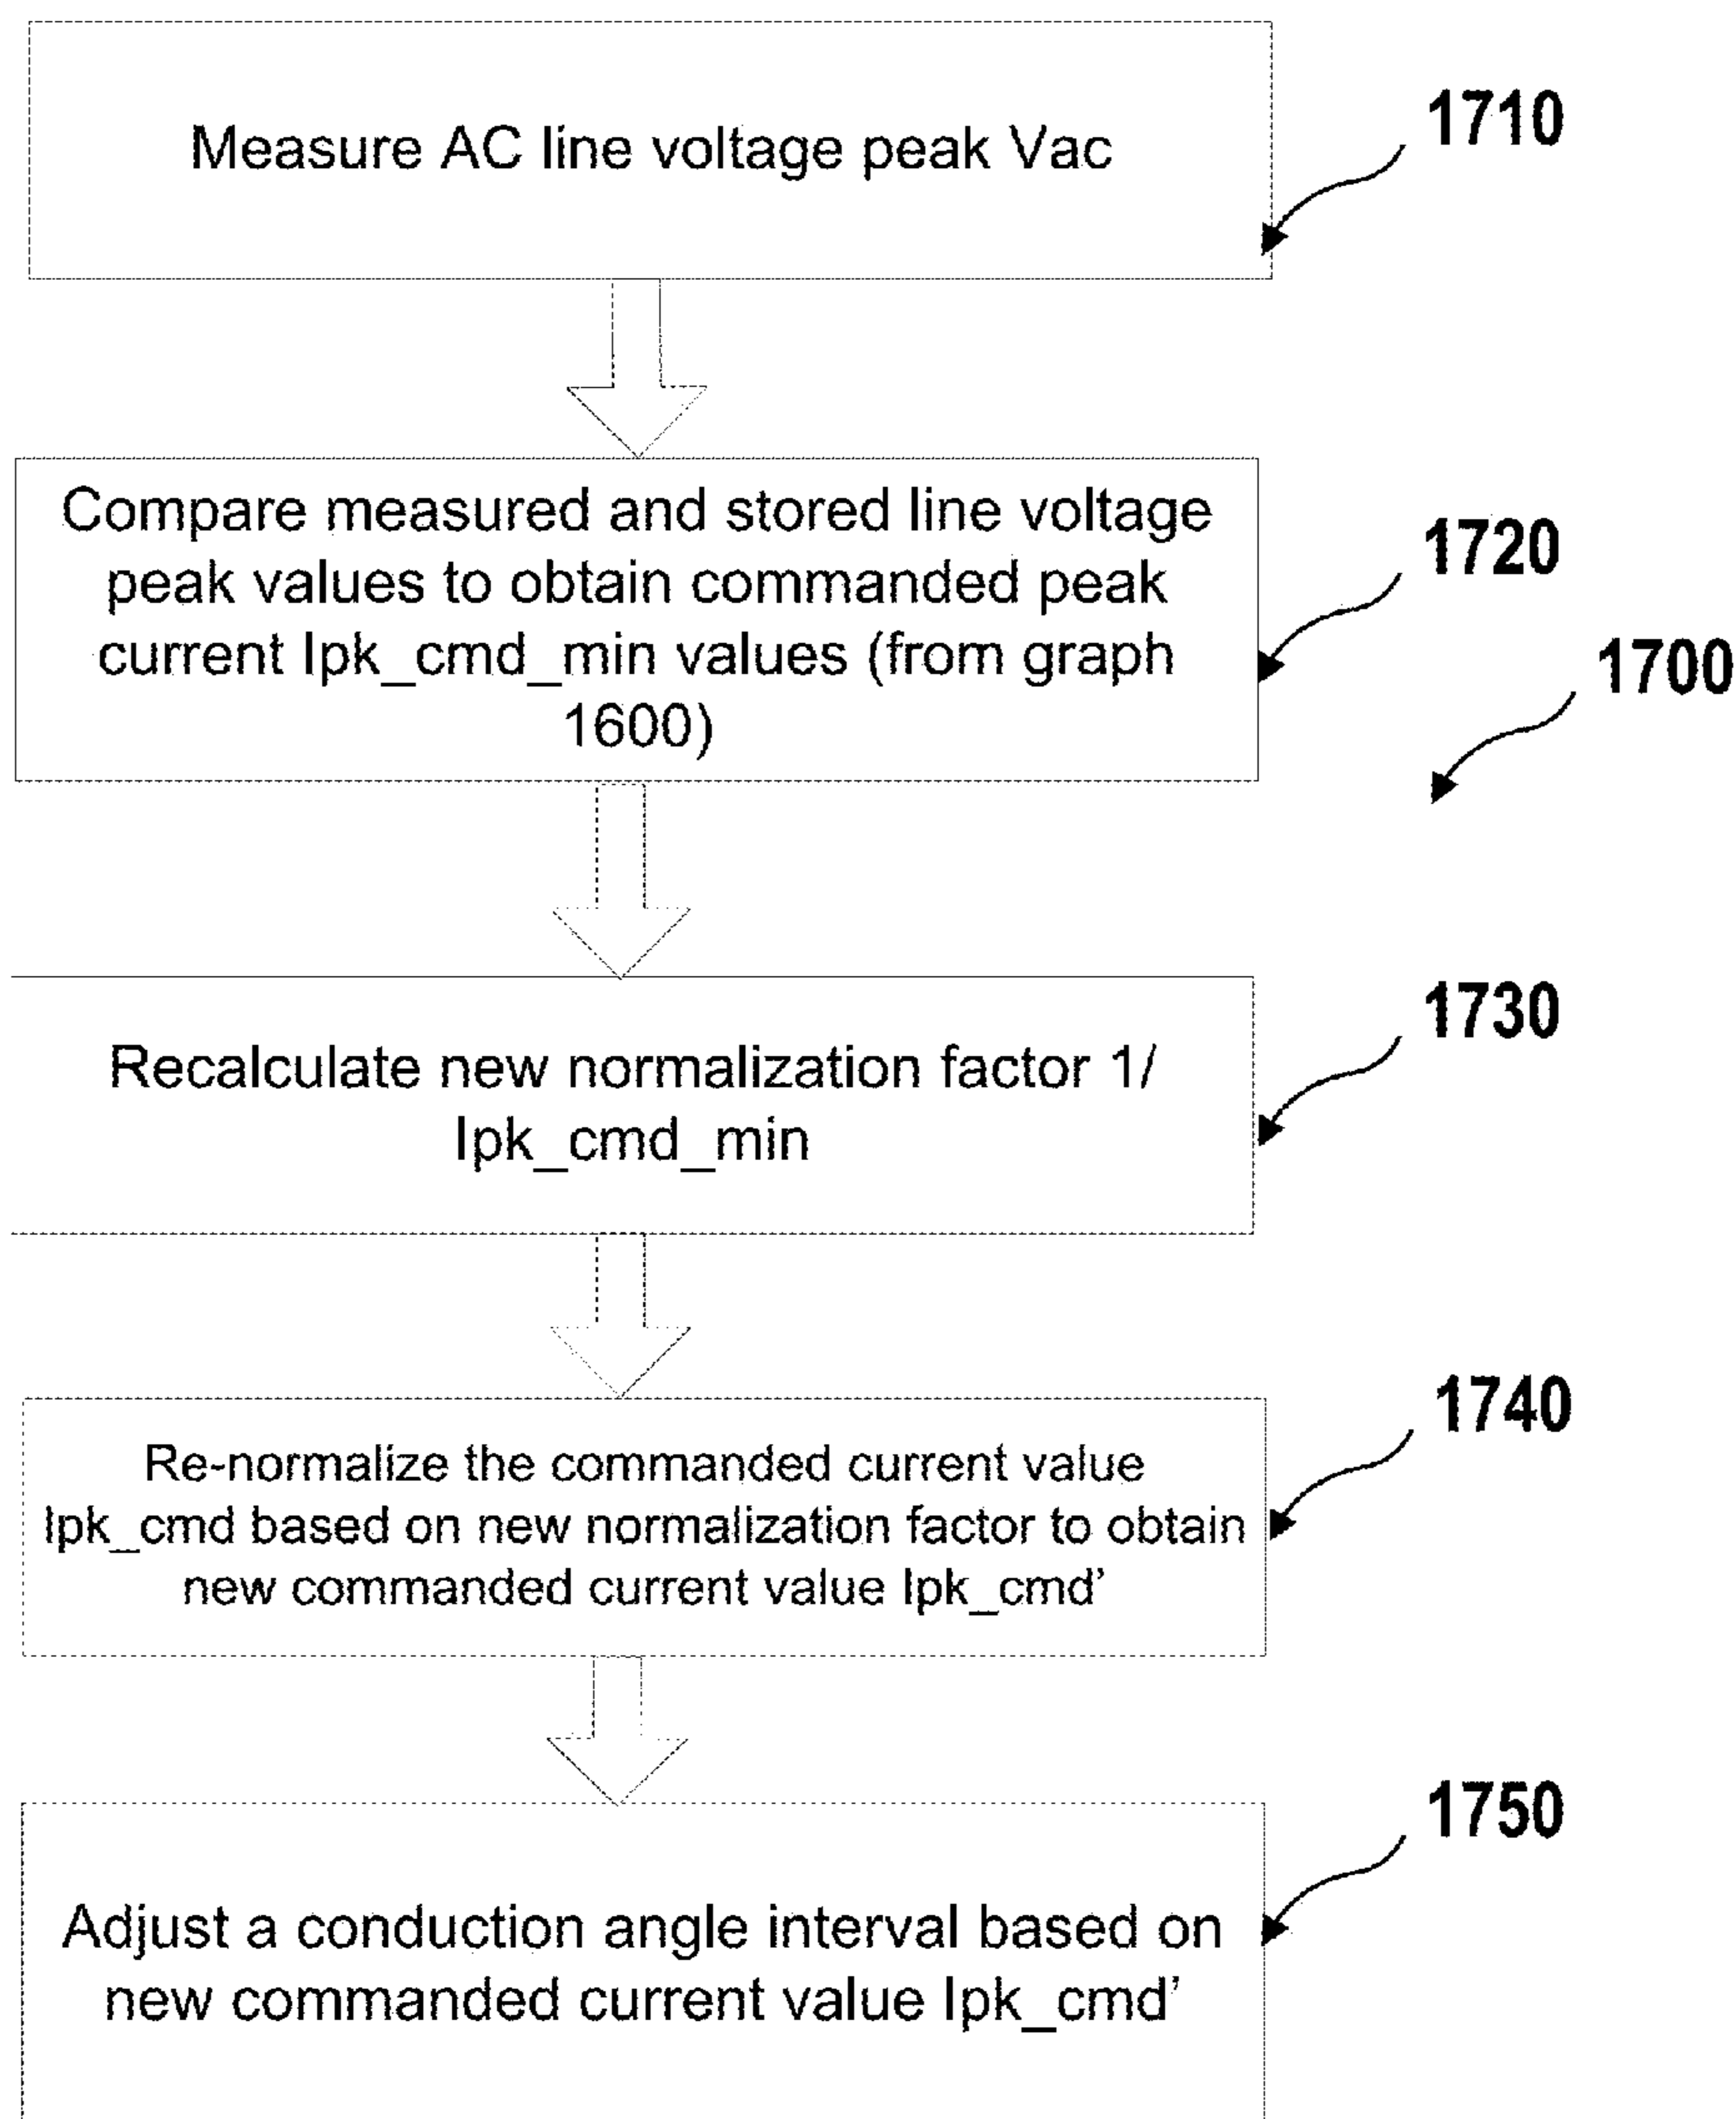 Measure AC line voltage peak Vac
1710
Compare measured and stored line voltage
peak values to obtain commanded peak
current Ipk_cmd_min values (from graph
1600)
1720
1700
Recalculate new normalization factor 1/
Ipk_cmd_min
1730
Re-normalize the commanded current value
Ipk_cmd based on new normalization factor to obtain
new commanded current value Ipk_cmd’
1740
Adjust a conduction angle interval based on
new commanded current value Ipk_cmd’
1750